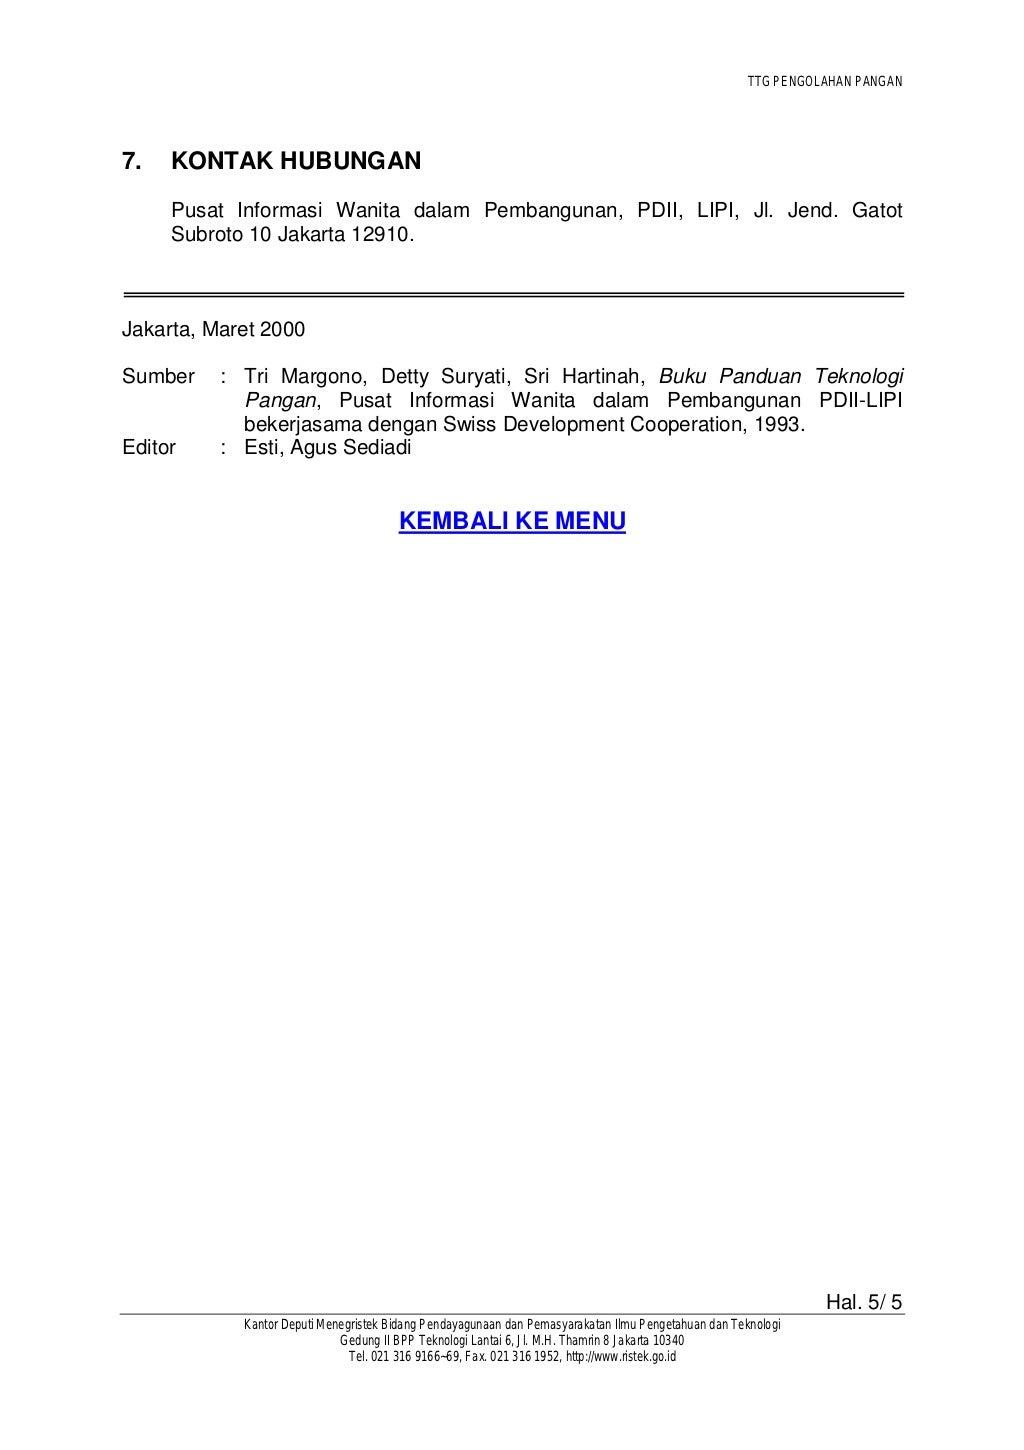 TTG PENGOLAHAN PANGAN
7. KONTAK HUBUNGAN
Pusat Informasi Wanita dalam Pembangunan, PDII, LIPI, Jl. Jend. Gatot
Subroto 10 Jakarta 12910.
Jakarta, Maret 2000
Sumber : Tri Margono, Detty Suryati, Sri Hartinah, Buku Panduan Teknologi
Pangan, Pusat Informasi Wanita dalam Pembangunan PDII-LIPI
bekerjasama dengan Swiss Development Cooperation, 1993.
Editor : Esti, Agus Sediadi
KEMBALI KE MENU
Hal. 5/ 5
Kantor Deputi Menegristek Bidang Pendayagunaan dan Pemasyarakatan Ilmu Pengetahuan dan Teknologi
Gedung II BPP Teknologi Lantai 6, Jl. M.H. Thamrin 8 Jakarta 10340
Tel. 021 316 9166~69, Fax. 021 316 1952, http://www.ristek.go.id